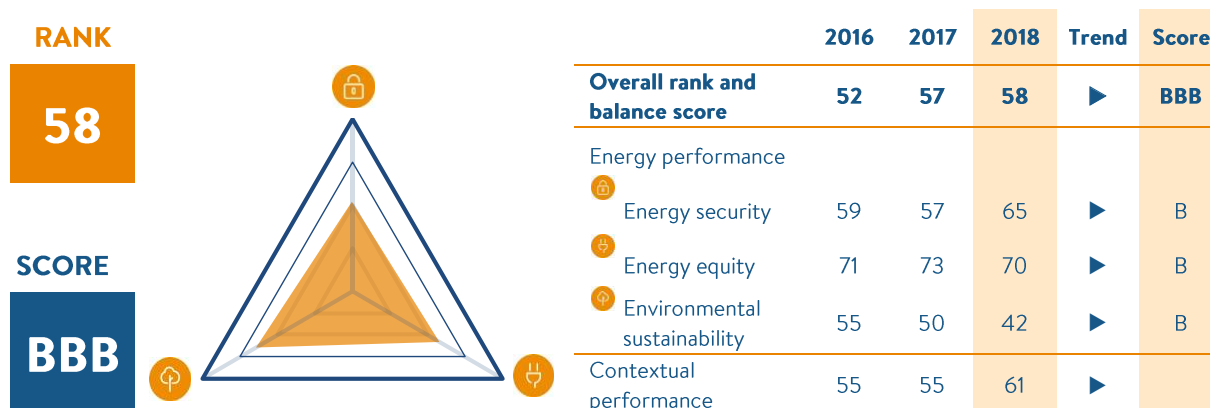 RANK
58
SCORE
BBB
2016 2017 2018 Trend Score
Overall rank and
balance score 52 57 58 BBB
Energy performance
Energy security 59 57 65 B
Energy equity 71 73 70 B
Environmental
sustainability 55 50 42 B
Contextual
performance 55 55 61